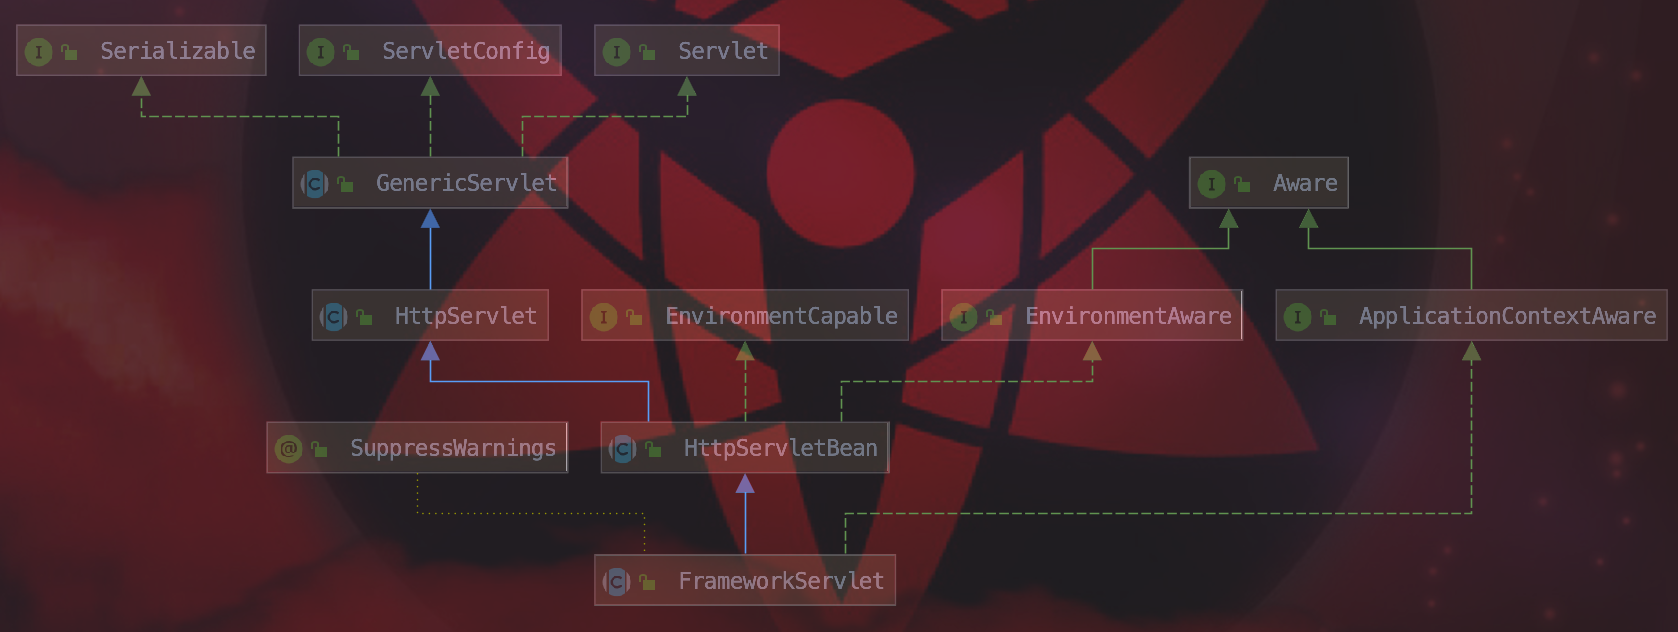 I Serializable
I ServletConfig
I Servlet
C GenericServlet
I Aware
C HttpServlet
I EnvironmentCapable
I EnvironmentAware
I ApplicationContextAware
@ SuppressWarnings
C HttpServletBean
C FrameworkServlet